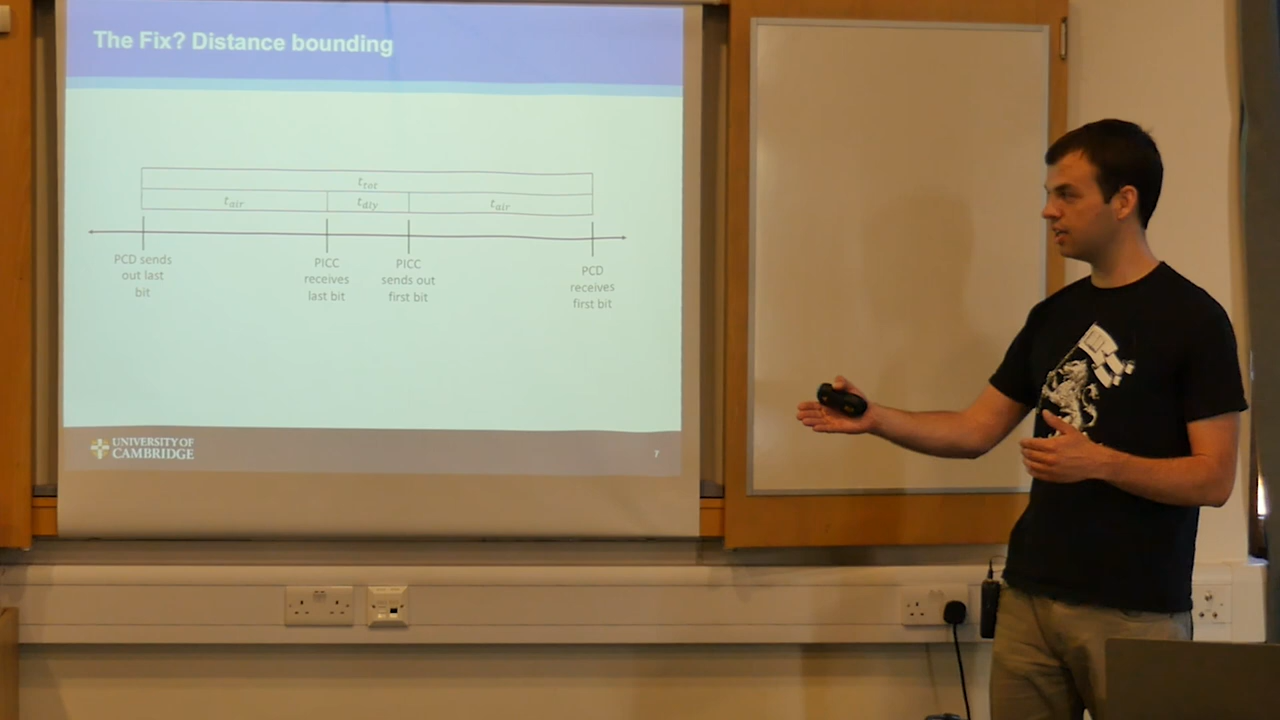 The Fix? Distance bounding
t_tot
t_air t_dly t_air
PCD sends
out last
bit
PICC
receives
last bit
PICC
sends out
first bit
PCD
receives
first bit
UNIVERSITY OF
CAMBRIDGE
7